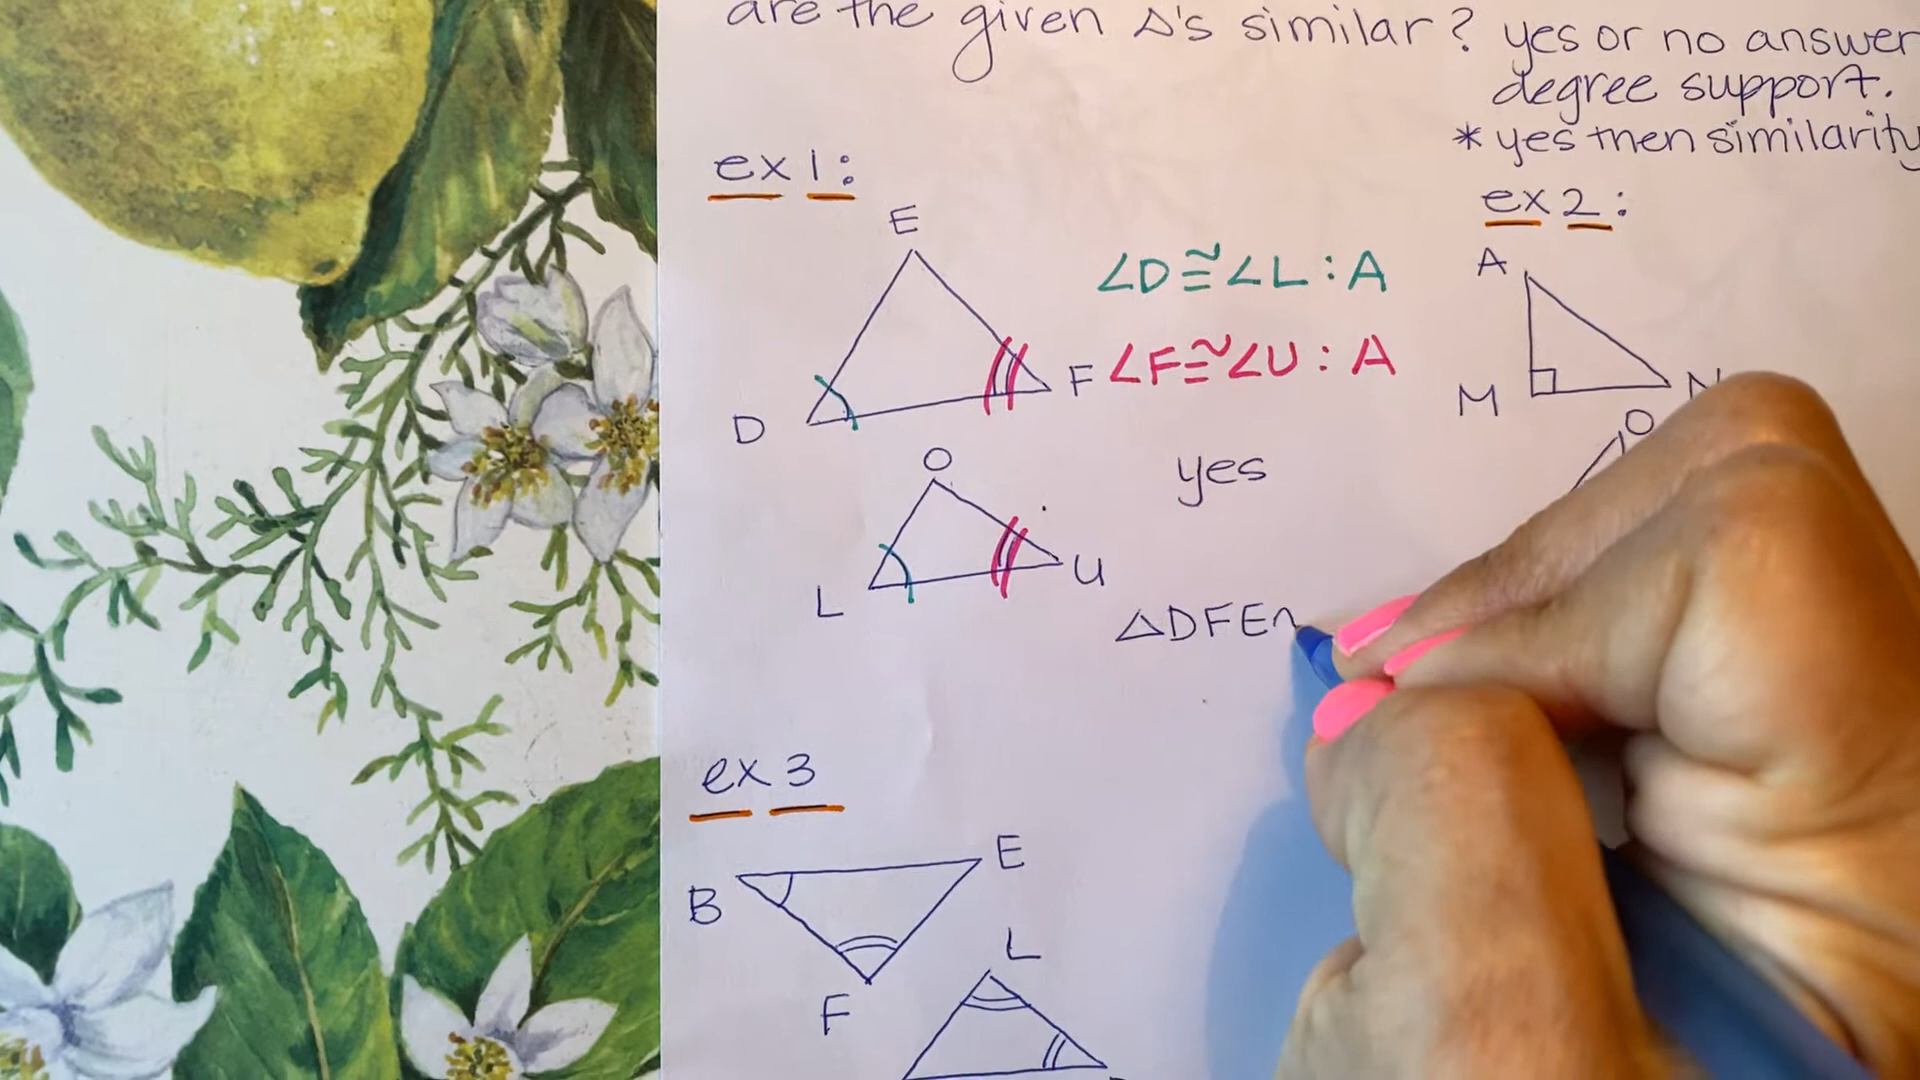 are the given △'s similar? yes or no answer
degree support.
* yes then similarity
ex 1:
E
D
F
∠D ≅ ∠L : A
∠F ≅ ∠U : A
yes
O
L
U
△DFE~
ex 2:
A
M
N
O
ex 3
B
E
F
L